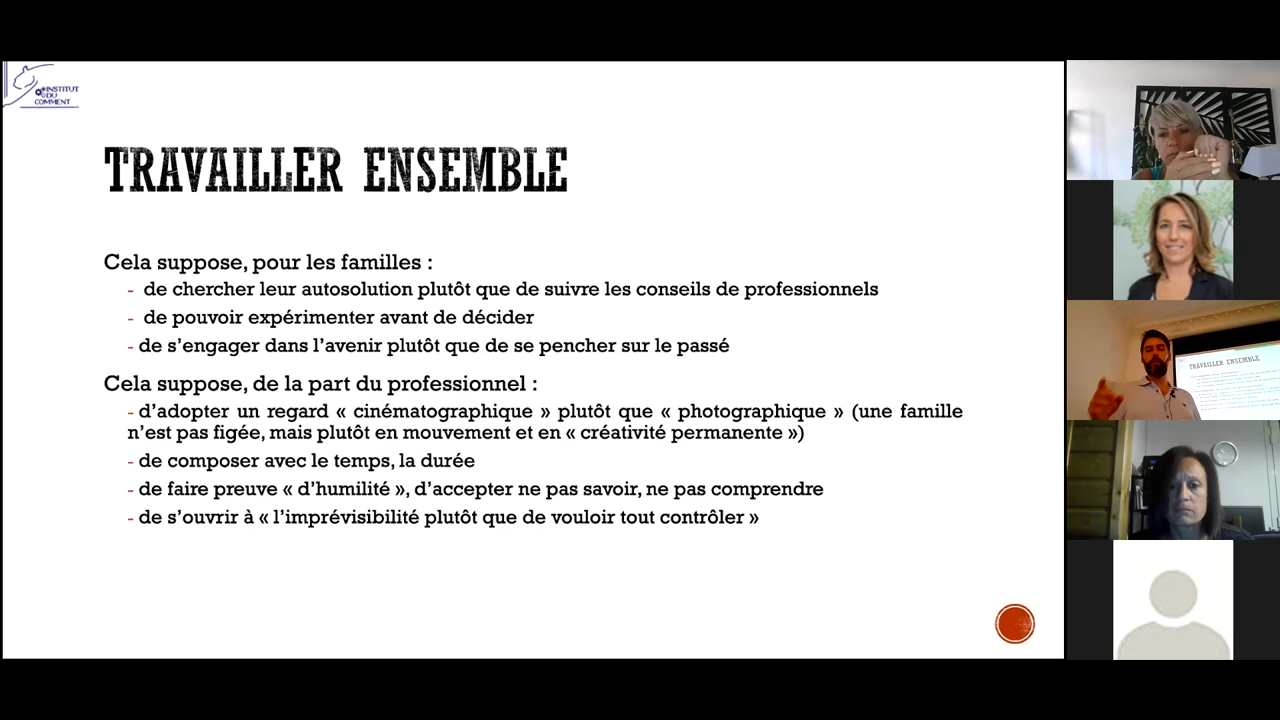 INSTITUT
DU
COMMENT
TRAVAILLER ENSEMBLE
Cela suppose, pour les familles :
- de chercher leur autosolution plutôt que de suivre les conseils de professionnels
- de pouvoir expérimenter avant de décider
- de s’engager dans l’avenir plutôt que de se pencher sur le passé
Cela suppose, de la part du professionnel :
- d’adopter un regard « cinématographique » plutôt que « photographique » (une famille
n’est pas figée, mais plutôt en mouvement et en « créativité permanente »)
- de composer avec le temps, la durée
- de faire preuve « d’humilité », d’accepter ne pas savoir, ne pas comprendre
- de s’ouvrir à « l’imprévisibilité plutôt que de vouloir tout contrôler »
TRAVAILLER ENSEMBLE